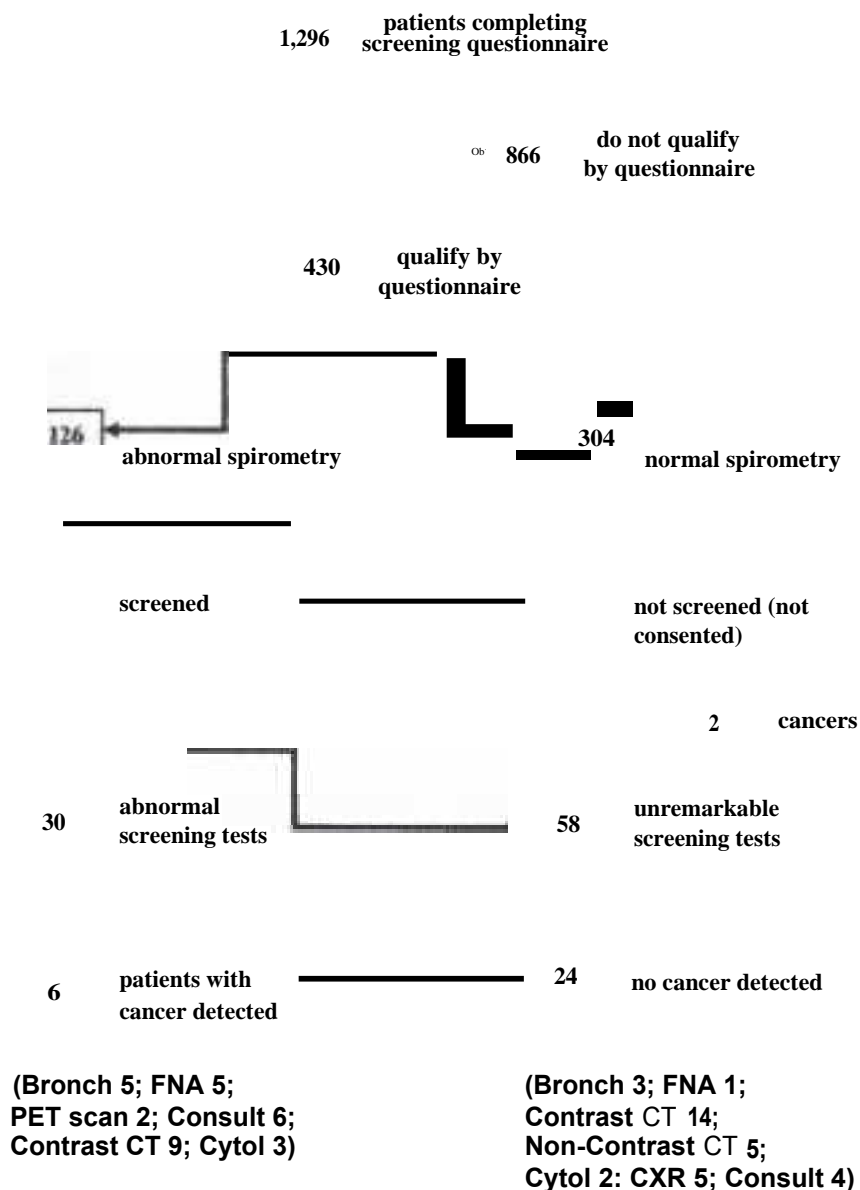 1,296 patients completing
screening questionnaire
Ob 866 do not qualify
by questionnaire
430 qualify by
questionnaire
126
304
abnormal spirometry
normal spirometry
screened
not screened (not
consented)
2 cancers
30 abnormal
screening tests
58 unremarkable
screening tests
6 patients with
cancer detected
24 no cancer detected
(Bronch 5; FNA 5;
PET scan 2; Consult 6;
Contrast CT 9; Cytol 3)
(Bronch 3; FNA 1;
Contrast CT 14;
Non-Contrast CT 5;
Cytol 2: CXR 5; Consult 4)